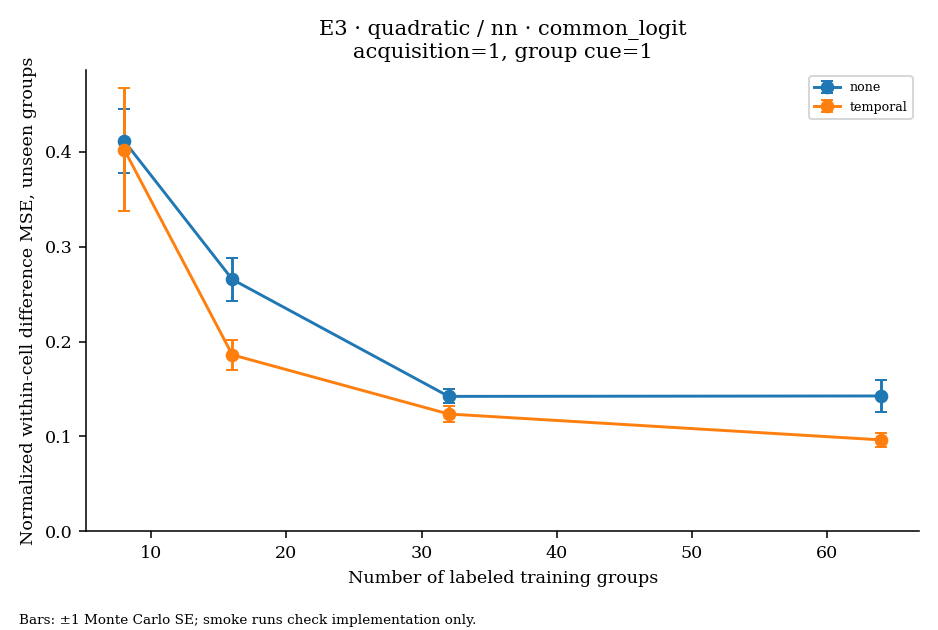 E3 · quadratic / nn · common_logit
acquisition=1, group cue=1
Normalized within-cell difference MSE, unseen groups
none
temporal
0.4
0.3
0.2
0.1
0.0
10 20 30 40 50 60
Number of labeled training groups
Bars: ±1 Monte Carlo SE; smoke runs check implementation only.